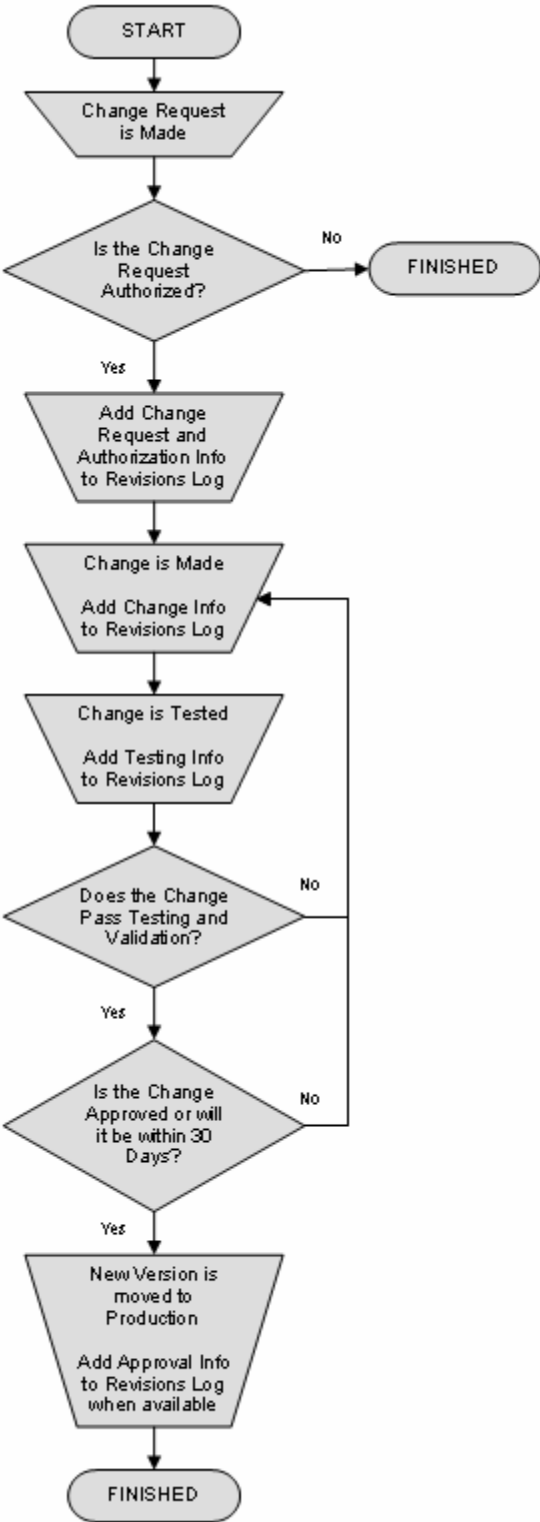 START
Change Request
is Made
Is the Change
Request
Authorized?
No
FINISHED
Yes
Add Change
Request and
Authorization Info
to Revisions Log
Change is Made
Add Change Info
to Revisions Log
Change is Tested
Add Testing Info
to Revisions Log
Does the Change
Pass Testing and
Validation?
No
Yes
Is the Change
Approved or will
it be within 30
Days?
No
Yes
New Version is
moved to
Production
Add Approval Info
to Revisions Log
when available
FINISHED